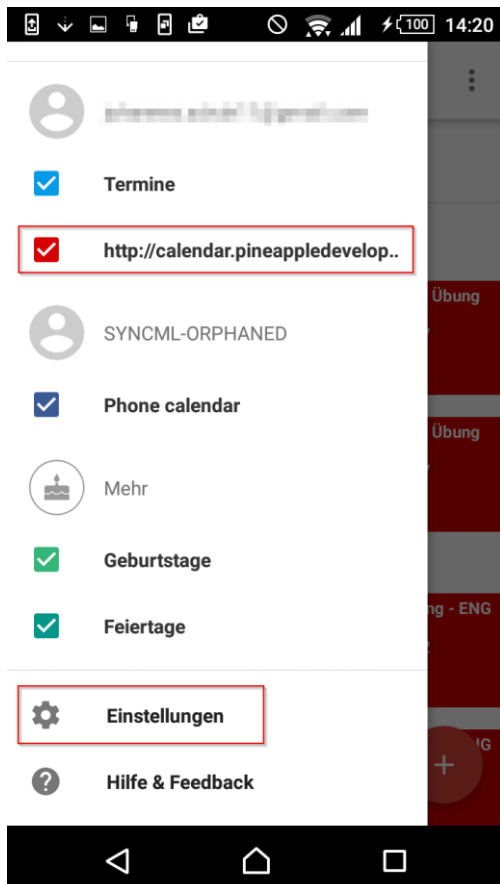 100 14:20
Termine
http://calendar.pineappledevelop..
Übung
SYNCML-ORPHANED
Phone calendar
Übung
Mehr
Geburtstage
ng - ENG
Feiertage
Einstellungen
Hilfe & Feedback